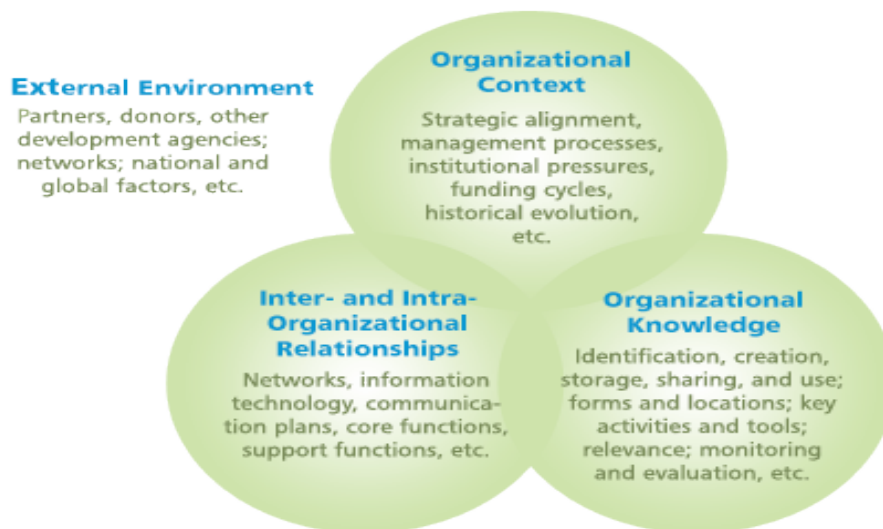 External Environment
Partners, donors, other
development agencies;
networks; national and
global factors, etc.
Organizational
Context
Strategic alignment,
management processes,
institutional pressures,
funding cycles,
historical evolution,
etc.
Inter- and Intra-
Organizational
Relationships
Networks, information
technology, communica-
tion plans, core functions,
support functions, etc.
Organizational
Knowledge
Identification, creation,
storage, sharing, and use;
forms and locations; key
activities and tools;
relevance; monitoring
and evaluation, etc.